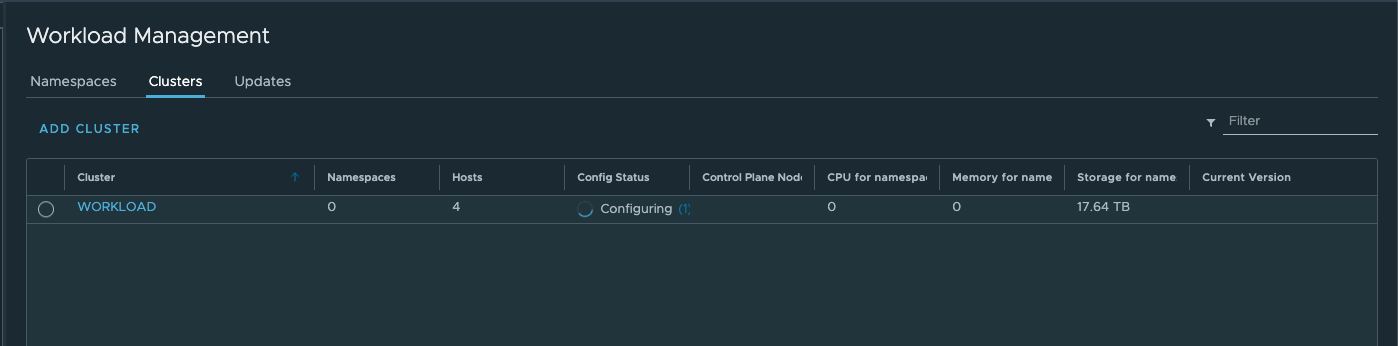 Workload Management
Namespaces Clusters Updates
ADD CLUSTER Filter
Cluster Namespaces Hosts Config Status Control Plane Node CPU for namespa Memory for name Storage for name Current Version
WORKLOAD 0 4 Configuring (1) 0 0 17.64 TB